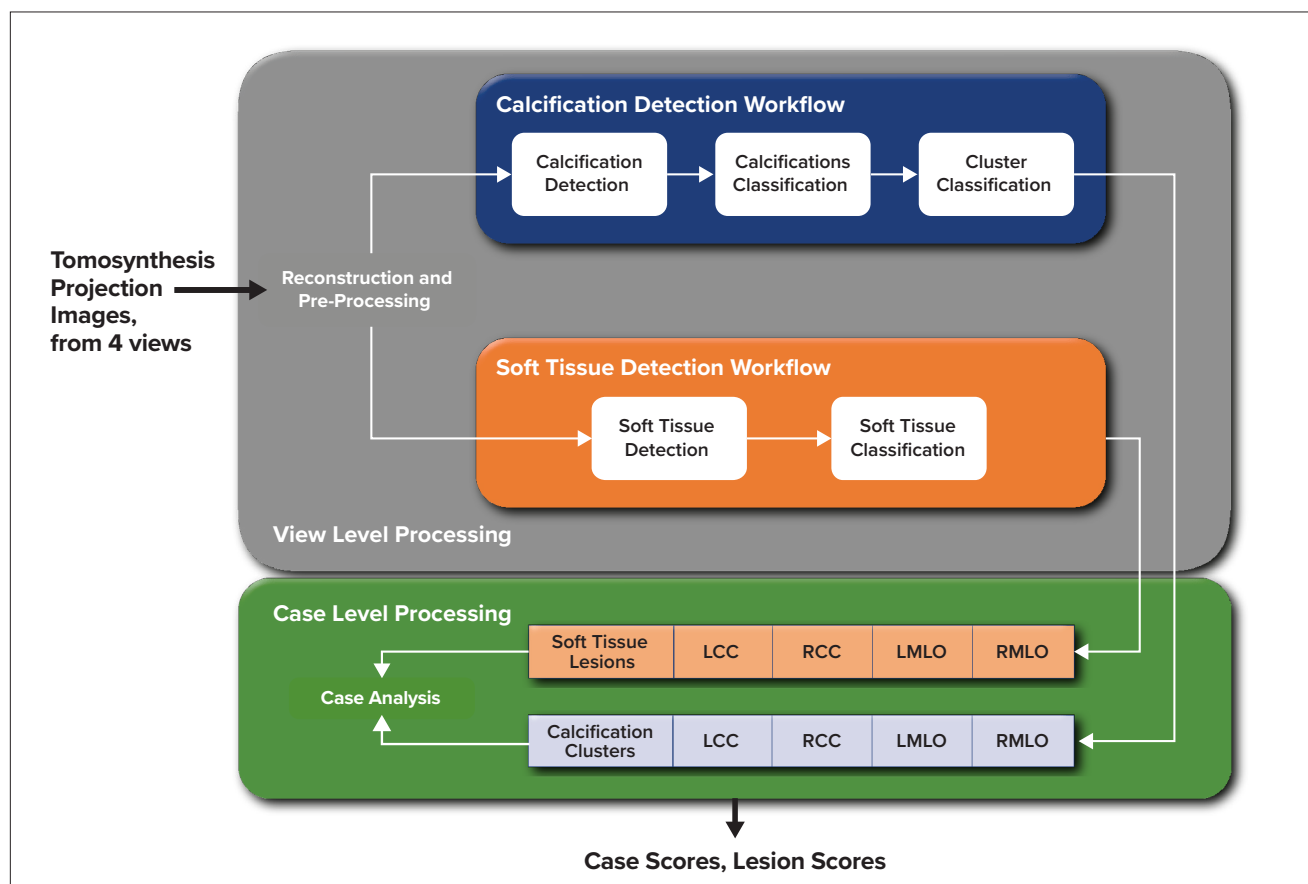 Calcification Detection Workflow
Calcification
Detection
Calcifications
Classification
Cluster
Classification
Tomosynthesis
Projection
Images,
from 4 views
Reconstruction and
Pre-Processing
Soft Tissue Detection Workflow
Soft Tissue
Detection
Soft Tissue
Classification
View Level Processing
Case Level Processing
Soft Tissue
Lesions
LCC
RCC
LMLO
RMLO
Case Analysis
Calcification
Clusters
LCC
RCC
LMLO
RMLO
Case Scores, Lesion Scores